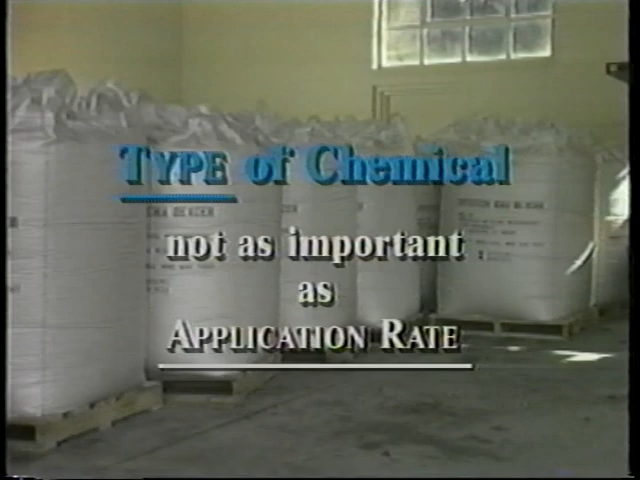 TYPE of Chemical
not as important
as
APPLICATION RATE